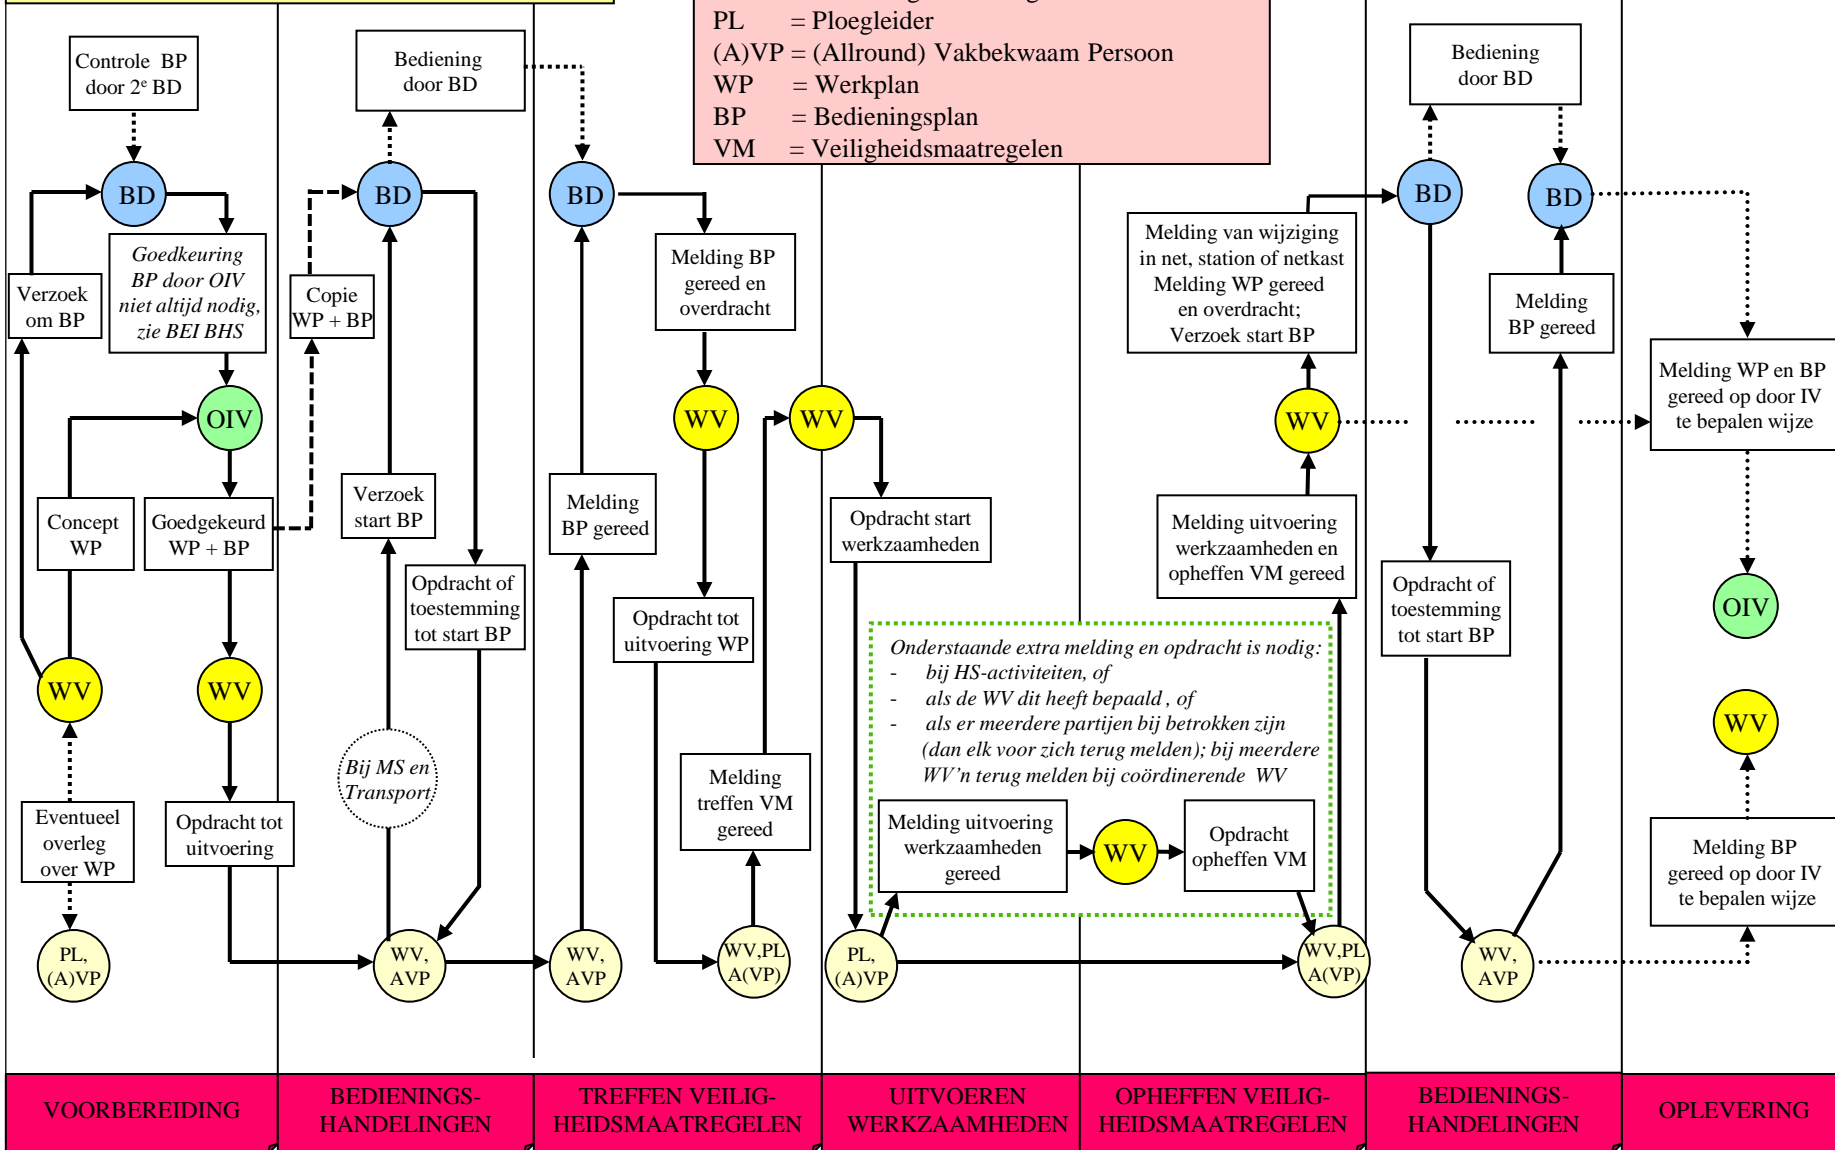 PL = Ploegleider
(A)VP = (Allround) Vakbekwaam Persoon
WP = Werkplan
BP = Bedieningsplan
VM = Veiligheidsmaatregelen
Controle BP
door 2e BD
BD
Goedkeuring
BP door OIV
niet altijd nodig,
zie BEI BHS
Verzoek
om BP
OIV
Concept
WP
Goedgekeurd
WP + BP
WV
WV
Eventueel
overleg
over WP
Opdracht tot
uitvoering
PL,
(A)VP
Bediening
door BD
BD
Copie
WP + BP
Verzoek
start BP
Opdracht of
toestemming
tot start BP
Bij MS en
Transport
WV,
AVP
BD
Melding BP
gereed en
overdracht
WV
Melding
BP gereed
Opdracht tot
uitvoering WP
Melding
treffen VM
gereed
WV,
AVP
WV,PL
A(VP)
WV
Opdracht start
werkzaamheden
Onderstaande extra melding en opdracht is nodig:
- bij HS-activiteiten, of
- als de WV dit heeft bepaald , of
- als er meerdere partijen bij betrokken zijn
(dan elk voor zich terug melden); bij meerdere
WV'n terug melden bij coördinerende WV
Melding uitvoering
werkzaamheden
gereed
WV
Opdracht
opheffen VM
PL,
(A)VP
WV,PL
A(VP)
Melding van wijziging
in net, station of netkast
Melding WP gereed
en overdracht;
Verzoek start BP
WV
Melding uitvoering
werkzaamheden en
opheffen VM gereed
Bediening
door BD
BD
BD
Melding
BP gereed
Opdracht of
toestemming
tot start BP
WV,
AVP
Melding WP en BP
gereed op door IV
te bepalen wijze
OIV
WV
Melding BP
gereed op door IV
te bepalen wijze
VOORBEREIDING
BEDIENINGS-
HANDELINGEN
TREFFEN VEILIG-
HEIDSMAATREGELEN
UITVOEREN
WERKZAAMHEDEN
OPHEFFEN VEILIG-
HEIDSMAATREGELEN
BEDIENINGS-
HANDELINGEN
OPLEVERING